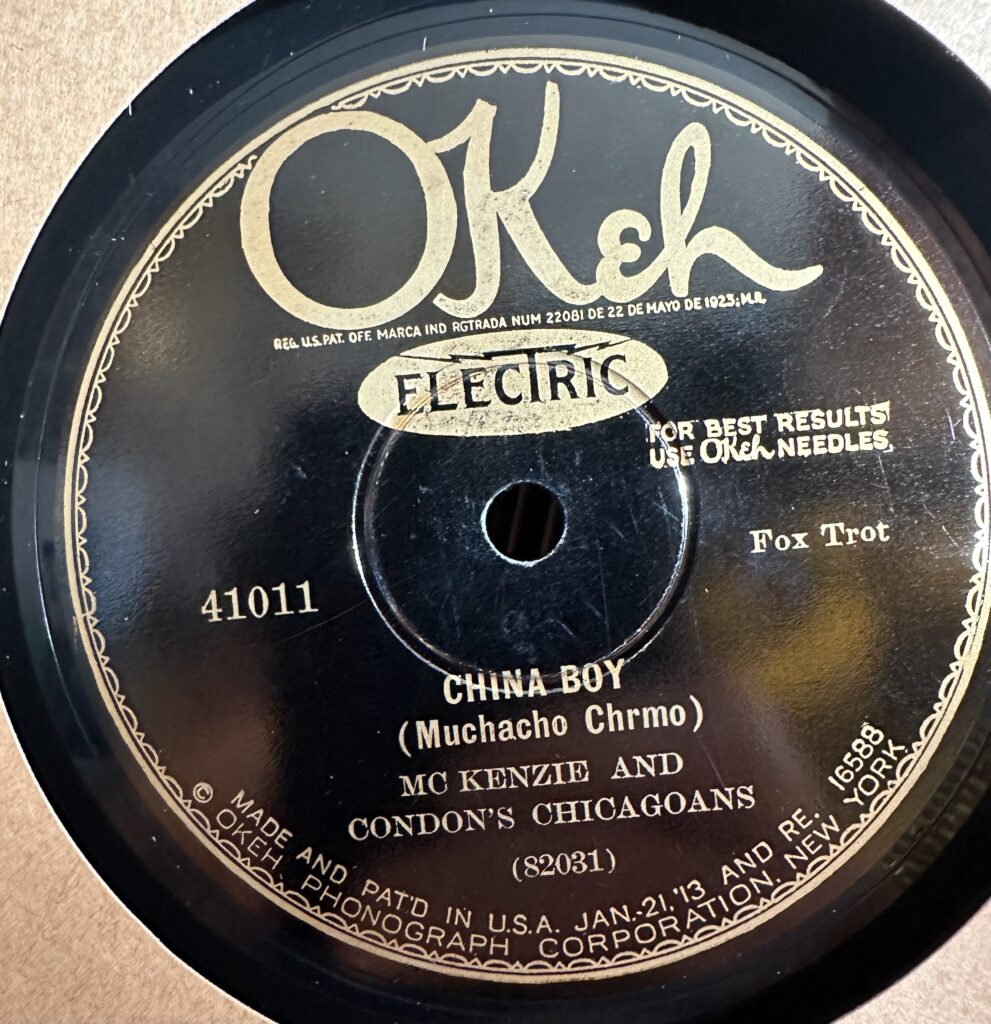 OKeh
REG. U.S. PAT. OFF. MARCA IND RGTRADA NUM 22081 DE 22 DE MAYO DE 1923; M.R.
ELECTRIC
FOR BEST RESULTS
USE OKeh NEEDLES
Fox Trot
41011
CHINA BOY
(Muchacho Chrmo)
MC KENZIE AND
CONDON'S CHICAGOANS
(82031)
MADE AND PAT'D IN U.S.A. JAN.-21,'13 AND RE. 16588
© OKEH PHONOGRAPH CORPORATION. NEW YORK.